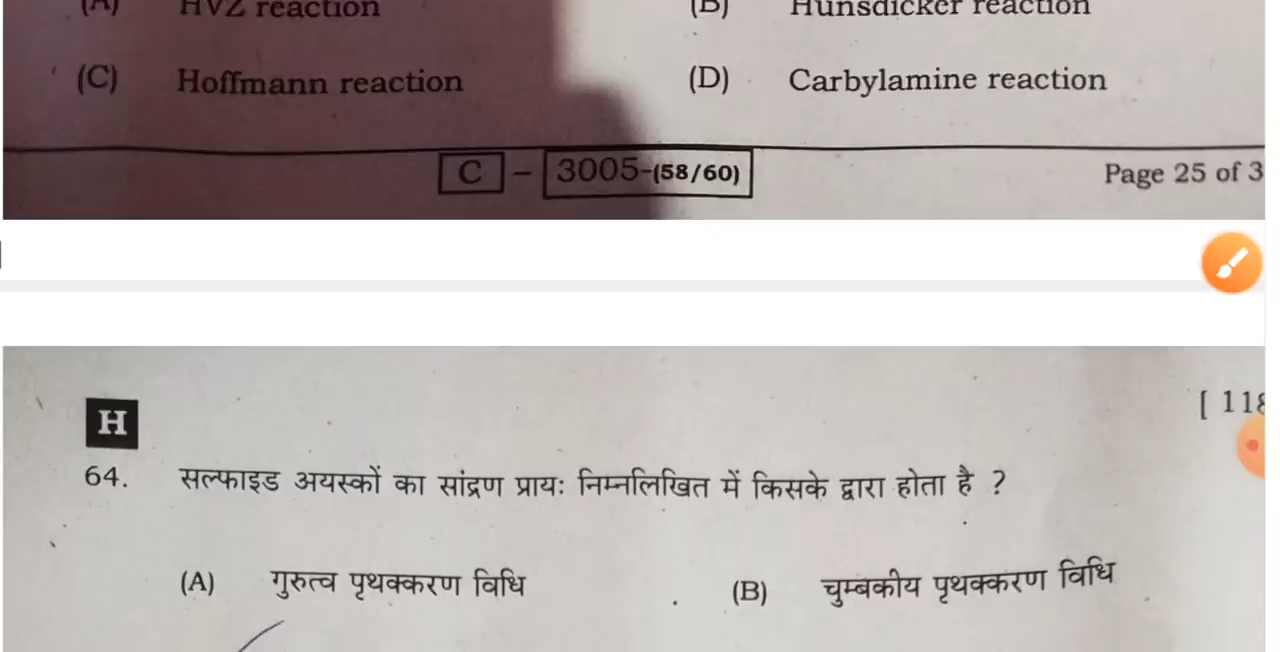 (A) HVZ reaction (B) Hunsdicker reaction
(C) Hoffmann reaction (D) Carbylamine reaction
C - 3005-(58/60) Page 25 of 3
[ 118
H
64. सल्फाइड अयस्कों का सांद्रण प्रायः निम्नलिखित में किसके द्वारा होता है ?
(A) गुरुत्व पृथक्करण विधि (B) चुम्बकीय पृथक्करण विधि